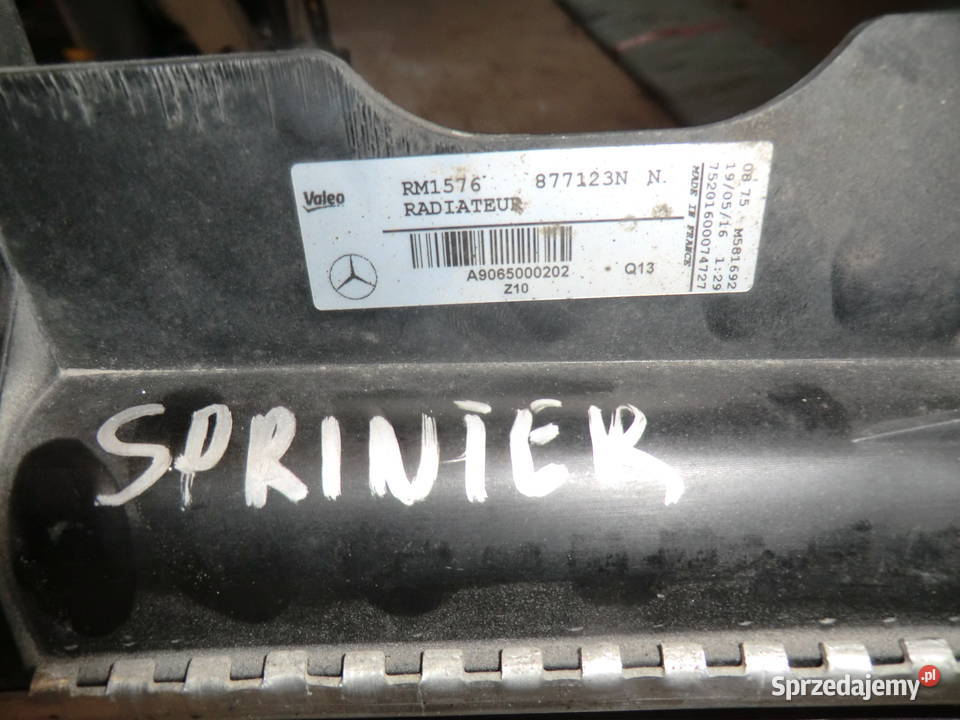 Valeo
RM1576 877123N N.
RADIATEUR
A9065000202
Q13
Z10
MADE IN FRANCE
75201600074727
19/05/16 1:29
08 75 M581692
SPRINTER
Sprzedajemy.pl